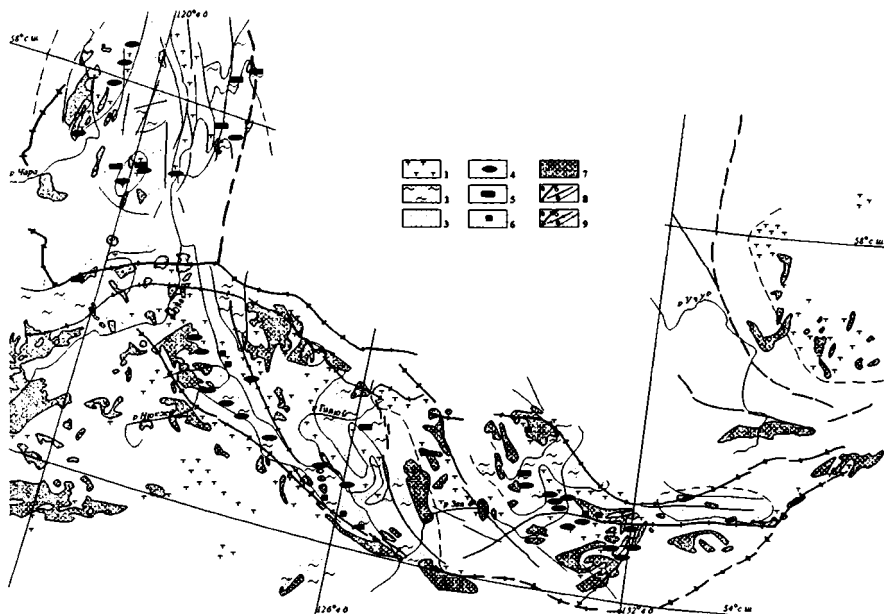 120° в д
58° с ш
р Чара
1
4
7
2
5
8
3
6
9
58° с ш
р Учур
р Нюкжа
р Гилюй
р Зея
126° в д
132° в д
54° с ш